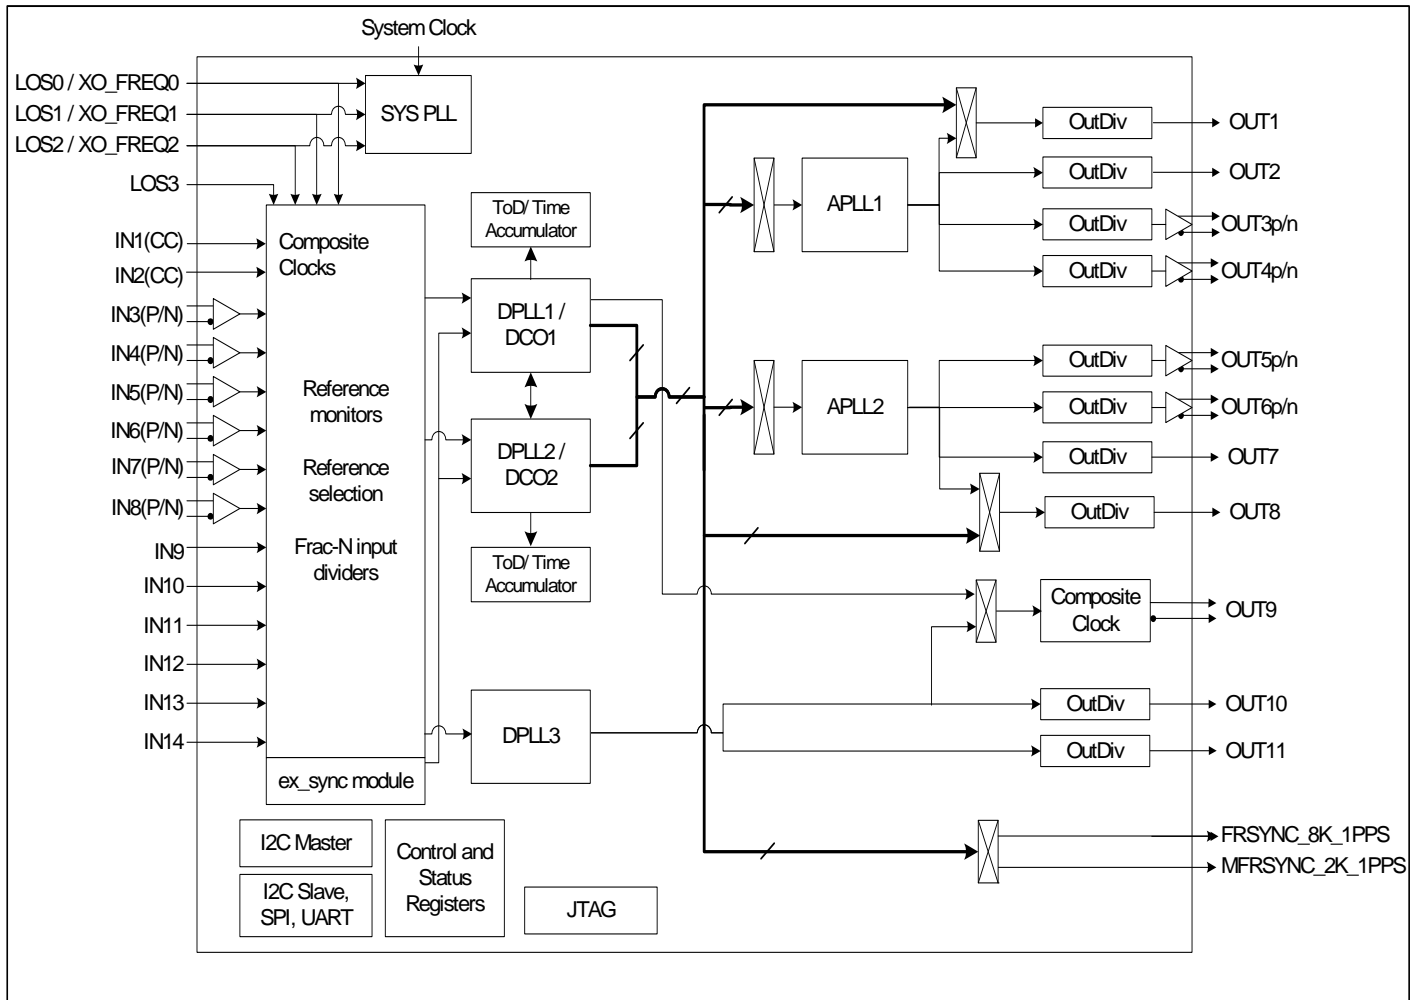 System Clock
LOS0 / XO_FREQ0
LOS1 / XO_FREQ1
LOS2 / XO_FREQ2
LOS3
SYS PLL
IN1(CC)
IN2(CC)
IN3(P/N)
IN4(P/N)
IN5(P/N)
IN6(P/N)
IN7(P/N)
IN8(P/N)
IN9
IN10
IN11
IN12
IN13
IN14
Composite
Clocks
Reference
monitors
Reference
selection
Frac-N input
dividers
ex_sync module
ToD/ Time
Accumulator
DPLL1 /
DCO1
DPLL2 /
DCO2
ToD/ Time
Accumulator
DPLL3
APLL1
APLL2
OutDiv
OutDiv
OutDiv
OutDiv
OutDiv
OutDiv
OutDiv
OutDiv
Composite
Clock
OutDiv
OutDiv
OUT1
OUT2
OUT3p/n
OUT4p/n
OUT5p/n
OUT6p/n
OUT7
OUT8
OUT9
OUT10
OUT11
FRSYNC_8K_1PPS
MFRSYNC_2K_1PPS
I2C Master
I2C Slave,
SPI, UART
Control and
Status
Registers
JTAG